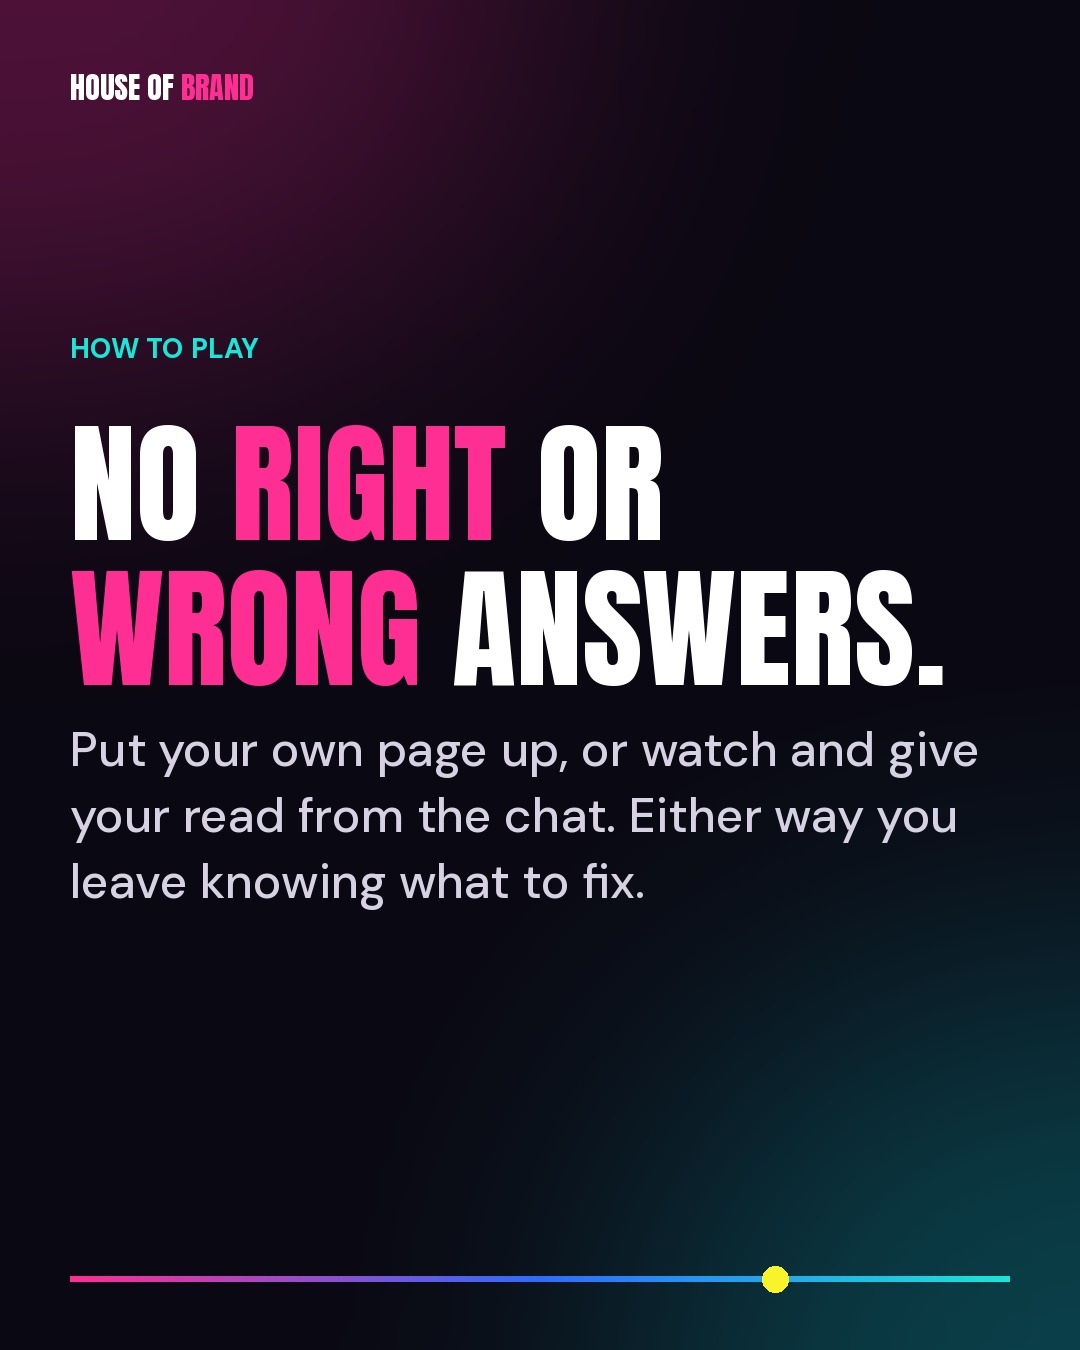 HOUSE OF BRAND
HOW TO PLAY
NO RIGHT OR
WRONG ANSWERS.
Put your own page up, or watch and give
your read from the chat. Either way you
leave knowing what to fix.